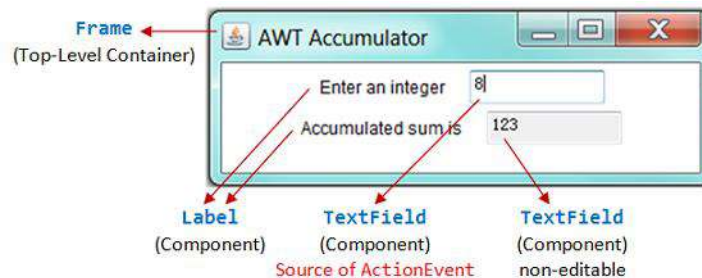 Frame
(Top-Level Container)
AWT Accumulator
Enter an integer 8
Accumulated sum is 123
Label TextField TextField
(Component) (Component) (Component)
Source of ActionEvent non-editable